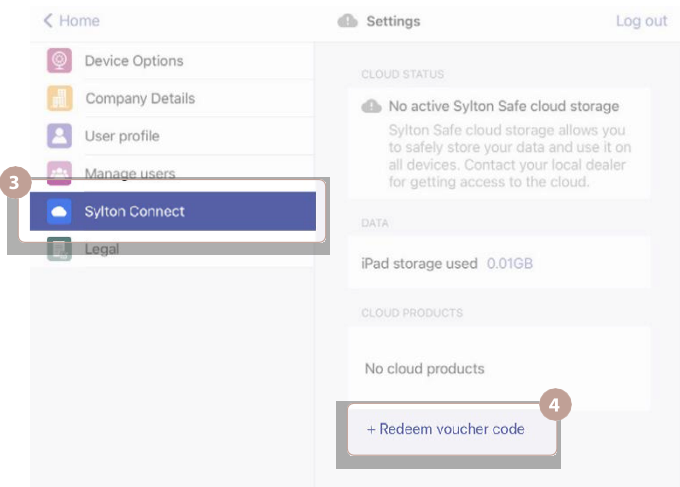 Home
Settings
Log out
Device Options
Company Details
User profile
3
Manage users
Sylton Connect
Legal
CLOUD STATUS
No active Sylton Safe cloud storage
Sylton Safe cloud storage allows you
to safely store your data and use it on
all devices. Contact your local dealer
for getting access to the cloud.
DATA
iPad storage used 0.01GB
CLOUD PRODUCTS
No cloud products
4
+ Redeem voucher code